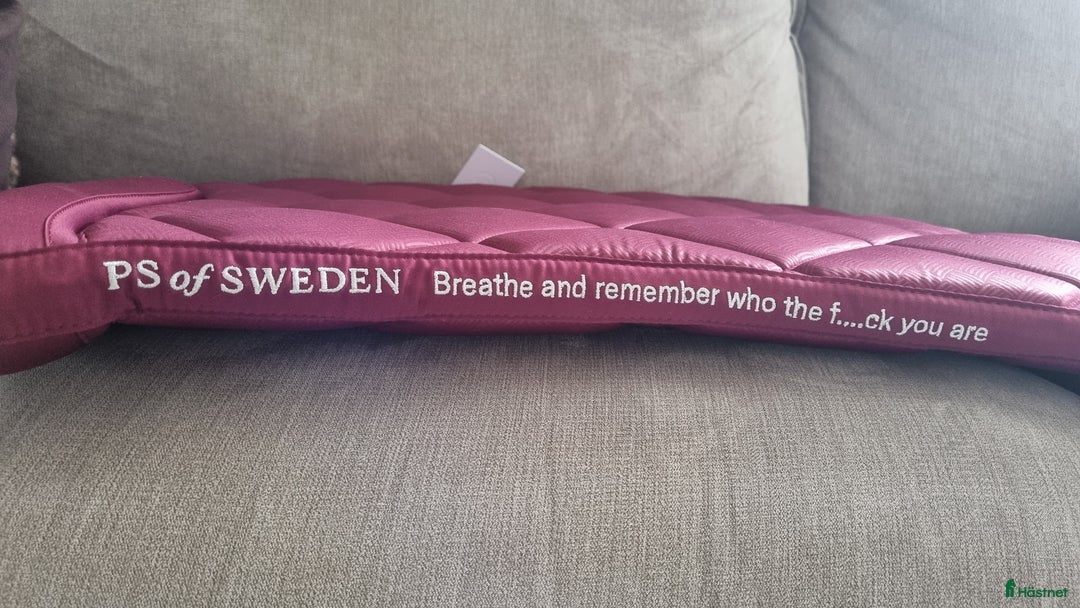 PS of SWEDEN Breathe and remember who the f....ck you are
Hästnet